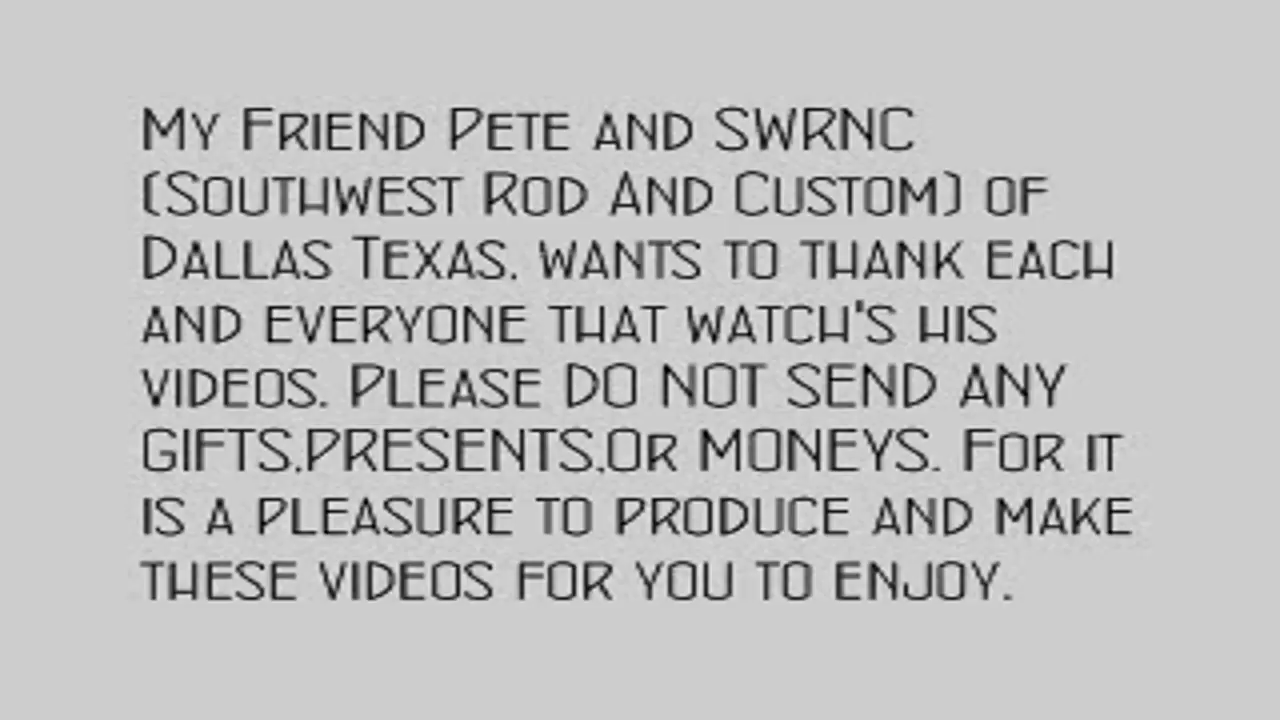 My Friend Pete and SWRNC
(Southwest Rod And Custom) of
Dallas Texas, wants to thank each
and everyone that watch's his
videos. Please DO NOT SEND ANY
GIFTS,PRESENTS,Or MONEYS. For it
is a pleasure to produce and make
these videos for you to enjoy.